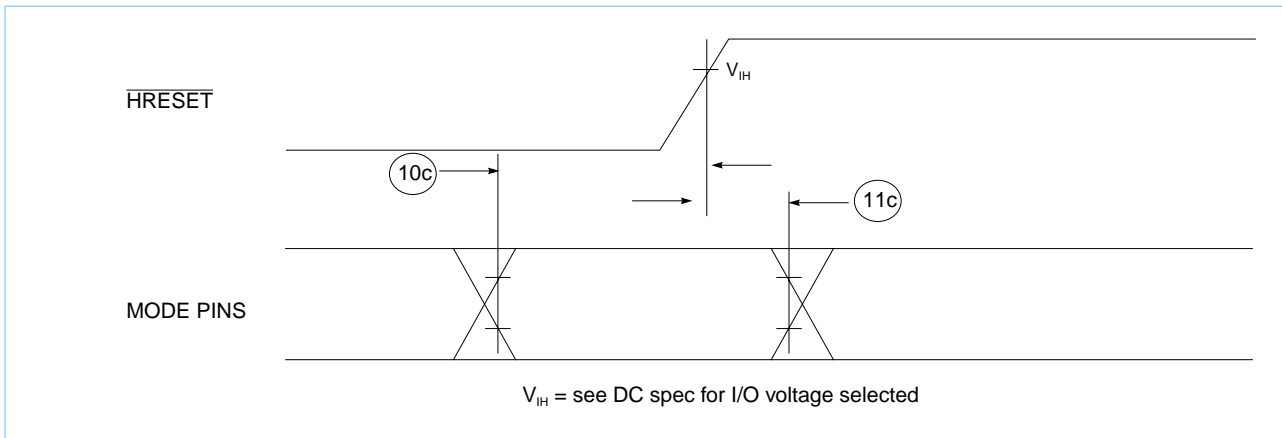 V_IH
HRESET
10c
11c
MODE PINS
V_IH = see DC spec for I/O voltage selected